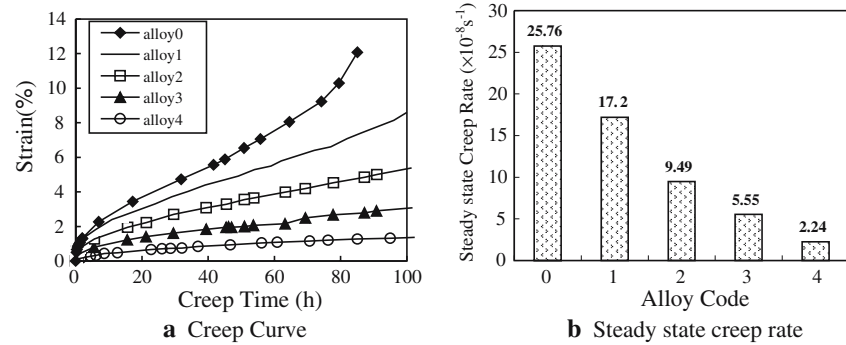 14
12
10
8
6
4
2
0
Strain(%)
alloy0
alloy1
alloy2
alloy3
alloy4
0 20 40 60 80 100
Creep Time (h)
a Creep Curve
30
25
20
15
10
5
0
Steady state Creep Rate (×10⁻⁸s⁻¹)
25.76
17.2
9.49
5.55
2.24
0 1 2 3 4
Alloy Code
b Steady state creep rate